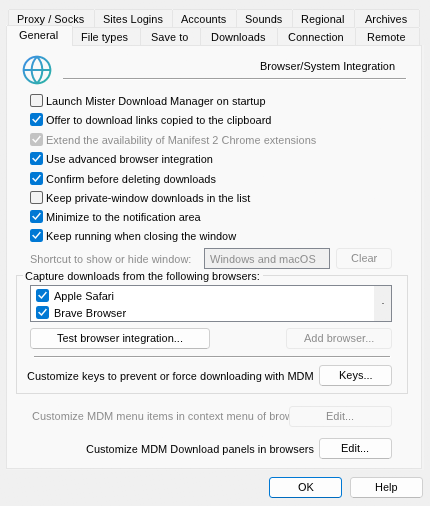 Proxy / Socks Sites Logins Accounts Sounds Regional Archives
General File types Save to Downloads Connection Remote
Browser/System Integration
Launch Mister Download Manager on startup
Offer to download links copied to the clipboard
Extend the availability of Manifest 2 Chrome extensions
Use advanced browser integration
Confirm before deleting downloads
Keep private-window downloads in the list
Minimize to the notification area
Keep running when closing the window
Shortcut to show or hide window: Windows and macOS Clear
Capture downloads from the following browsers:
Apple Safari
Brave Browser
Test browser integration... Add browser...
Customize keys to prevent or force downloading with MDM Keys...
Customize MDM menu items in context menu of brow Edit...
Customize MDM Download panels in browsers Edit...
OK Help